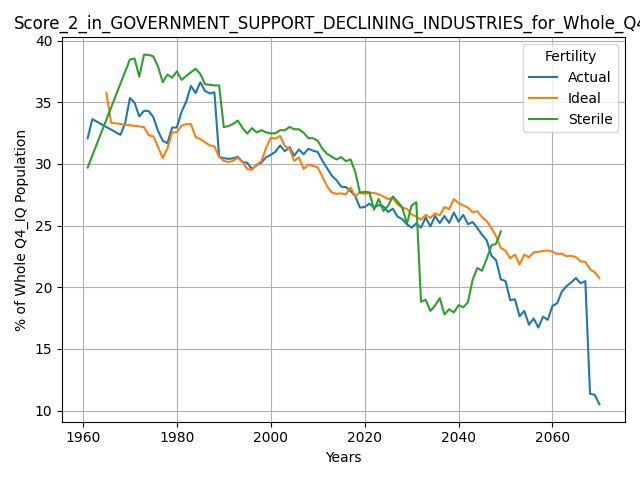 Score_2_in_GOVERNMENT_SUPPORT_DECLINING_INDUSTRIES_for_Whole_Q4
Fertility
Actual
Ideal
Sterile
% of Whole Q4_IQ Population
40
35
30
25
20
15
10
1960
1980
2000
2020
2040
2060
Years